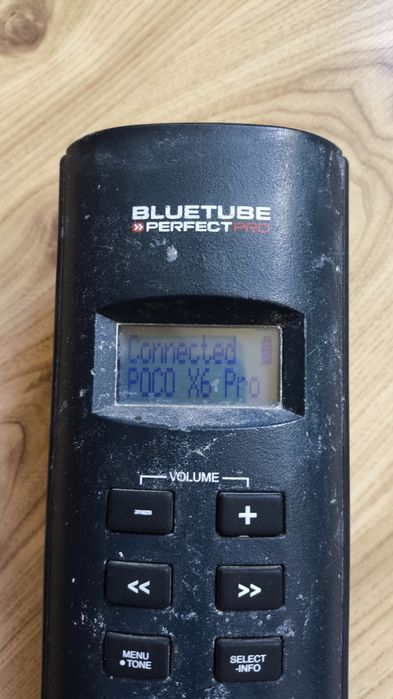 BLUETUBE
PERFECTPRO
Connected
POCO X6 Pro
VOLUME
-
+
<<
>>
MENU
•TONE
SELECT
-INFO